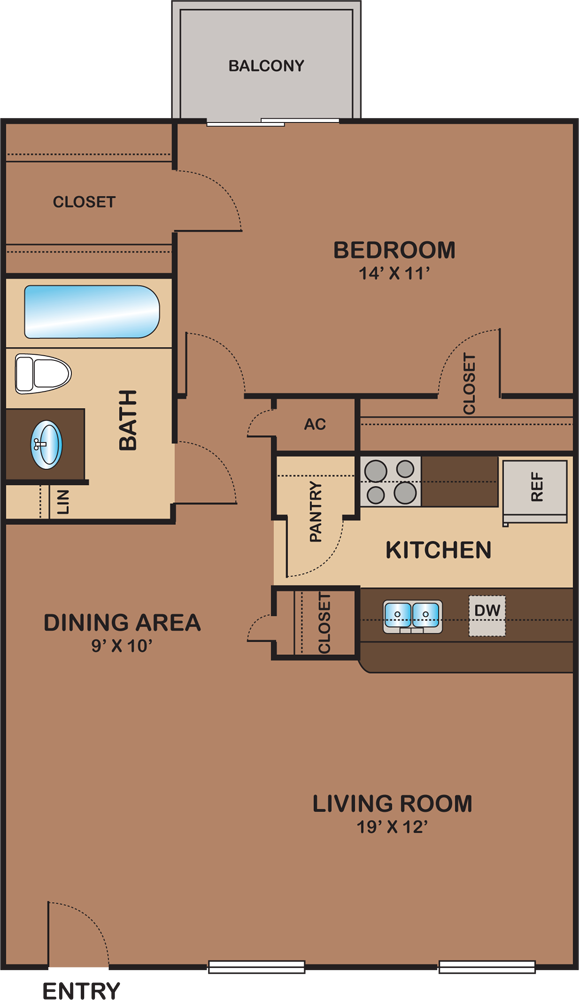 BALCONY
CLOSET
BEDROOM
14’ X 11’
CLOSET
AC
BATH
LIN
PANTRY
REF
KITCHEN
DINING AREA
9’ X 10’
CLOSET
DW
LIVING ROOM
19’ X 12’
ENTRY